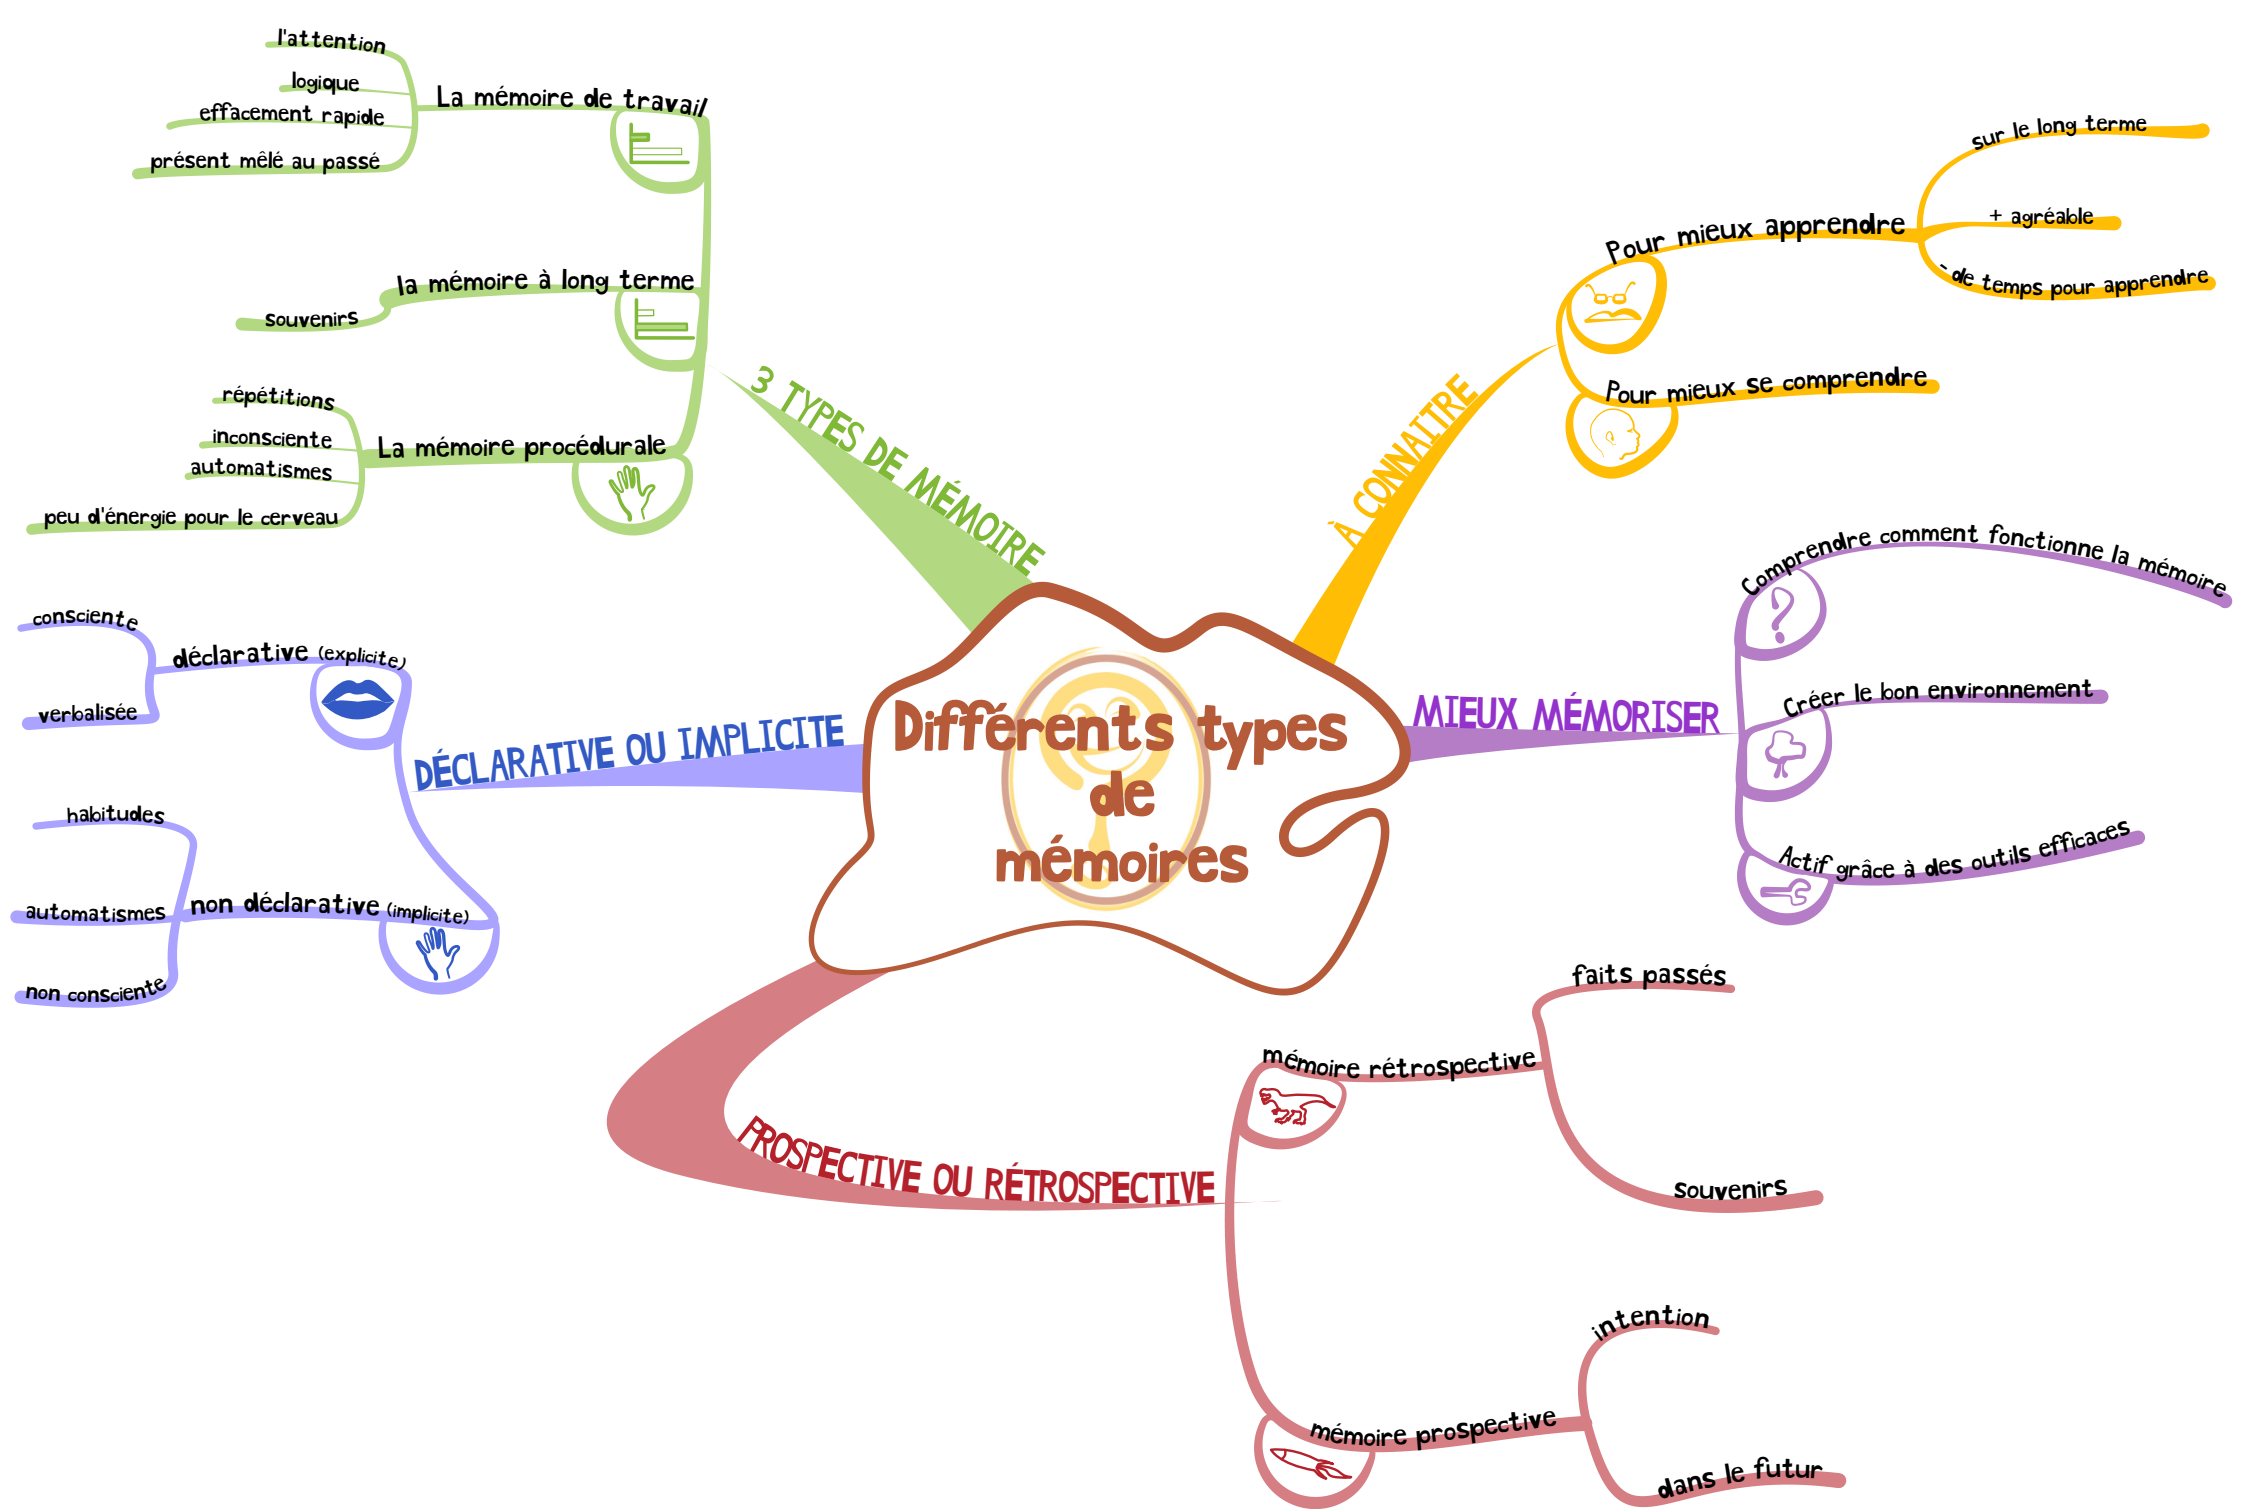 Différents types
de
mémoires
À CONNAITRE
Pour mieux apprendre
sur le long terme
+ agréable
- de temps pour apprendre
Pour mieux se comprendre
MIEUX MÉMORISER
Comprendre comment fonctionne la mémoire
Créer le bon environnement
Actif grâce à des outils efficaces
PROSPECTIVE OU RÉTROSPECTIVE
mémoire rétrospective
faits passés
souvenirs
mémoire prospective
intention
dans le futur
DÉCLARATIVE OU IMPLICITE
déclarative (explicite)
consciente
verbalisée
non déclarative (implicite)
habitudes
automatismes
non consciente
3 TYPES DE MÉMOIRE
La mémoire de travail
l'attention
logique
effacement rapide
présent mêlé au passé
la mémoire à long terme
souvenirs
La mémoire procédurale
répétitions
inconsciente
automatismes
peu d'énergie pour le cerveau